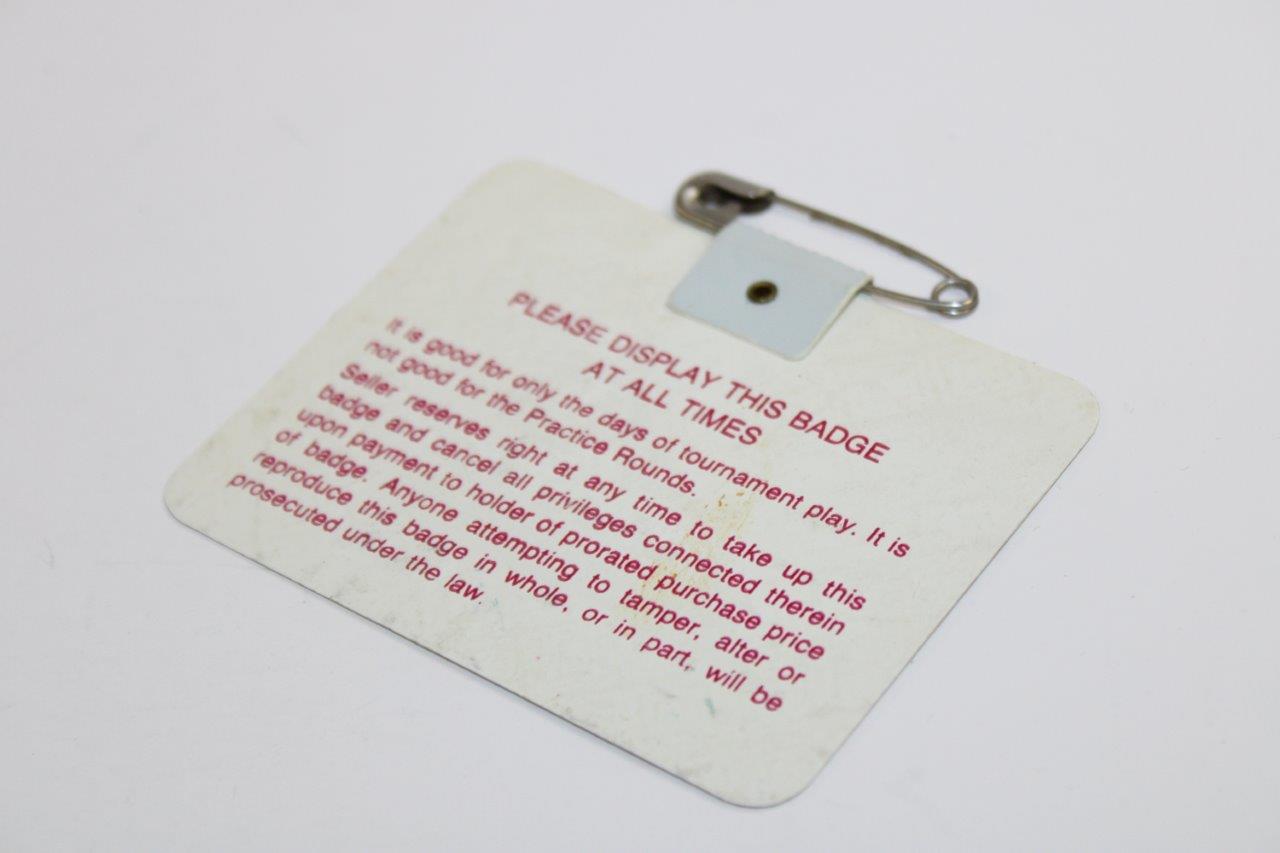 PLEASE DISPLAY THIS BADGE
AT ALL TIMES
It is good for only the days of tournament play. It is
not good for the Practice Rounds.
Seller reserves right at any time to take up this
badge and cancel all privileges connected therein
upon payment to holder of prorated purchase price
of badge. Anyone attempting to tamper, alter or
reproduce this badge in whole, or in part, will be
prosecuted under the law.